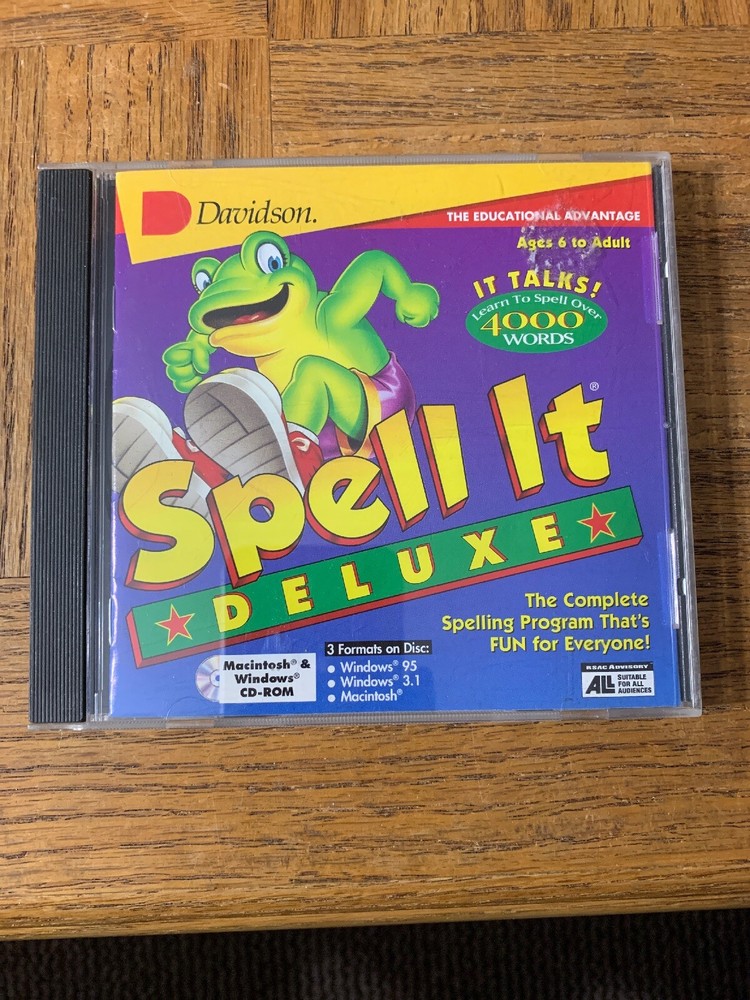 Davidson.
THE EDUCATIONAL ADVANTAGE
Ages 6 to Adult
IT TALKS!
Learn To Spell Over
4000
WORDS
Spell It®
DELUXE
The Complete
Spelling Program That's
FUN for Everyone!
Macintosh® &
Windows®
CD-ROM
3 Formats on Disc:
• Windows® 95
• Windows® 3.1
• Macintosh®
RSAC ADVISORY
ALL
SUITABLE
FOR ALL
AUDIENCES